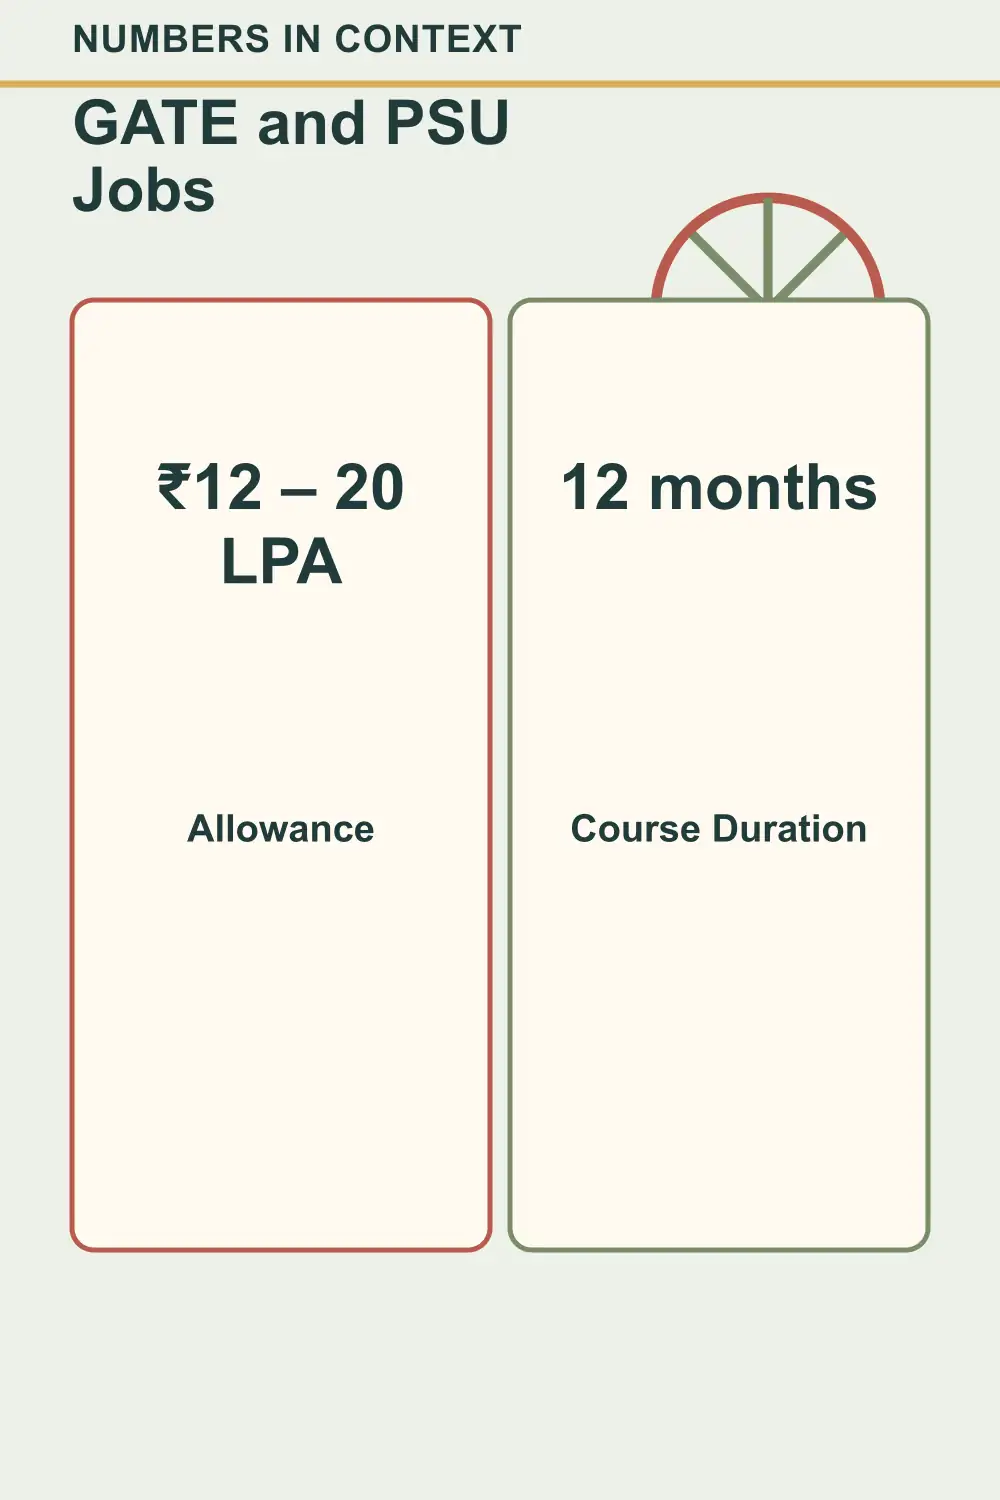 NUMBERS IN CONTEXT
GATE and PSU
Jobs
₹12 – 20
LPA
Allowance
12 months
Course Duration